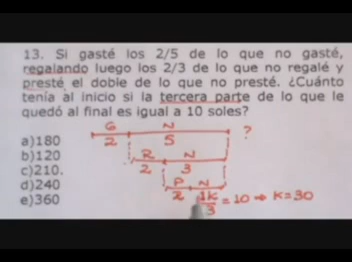 13. Si gasté los 2/5 de lo que no gasté,
regalando luego los 2/3 de lo que no regalé y
presté el doble de lo que no presté. ¿Cuánto
tenía al inicio si la tercera parte de lo que le
quedó al final es igual a 10 soles?
G N ?
a)180 2 5
b)120 R N
c)210. 2 3
d)240 P N
e)360 2 1k/3 = 10 ⇒ K=30